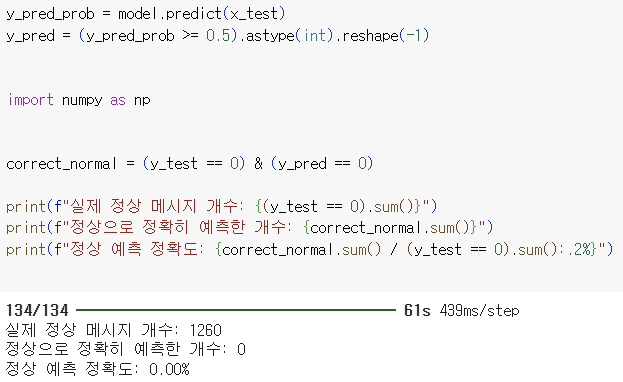 y_pred_prob = model.predict(x_test)
y_pred = (y_pred_prob >= 0.5).astype(int).reshape(-1)
import numpy as np
correct_normal = (y_test == 0) & (y_pred == 0)
print(f"실제 정상 메시지 개수: {(y_test == 0).sum()}")
print(f"정상으로 정확히 예측한 개수: {correct_normal.sum()}")
print(f"정상 예측 정확도: {correct_normal.sum() / (y_test == 0).sum():.2%}")
134/134 61s 439ms/step
실제 정상 메시지 개수: 1260
정상으로 정확히 예측한 개수: 0
정상 예측 정확도: 0.00%